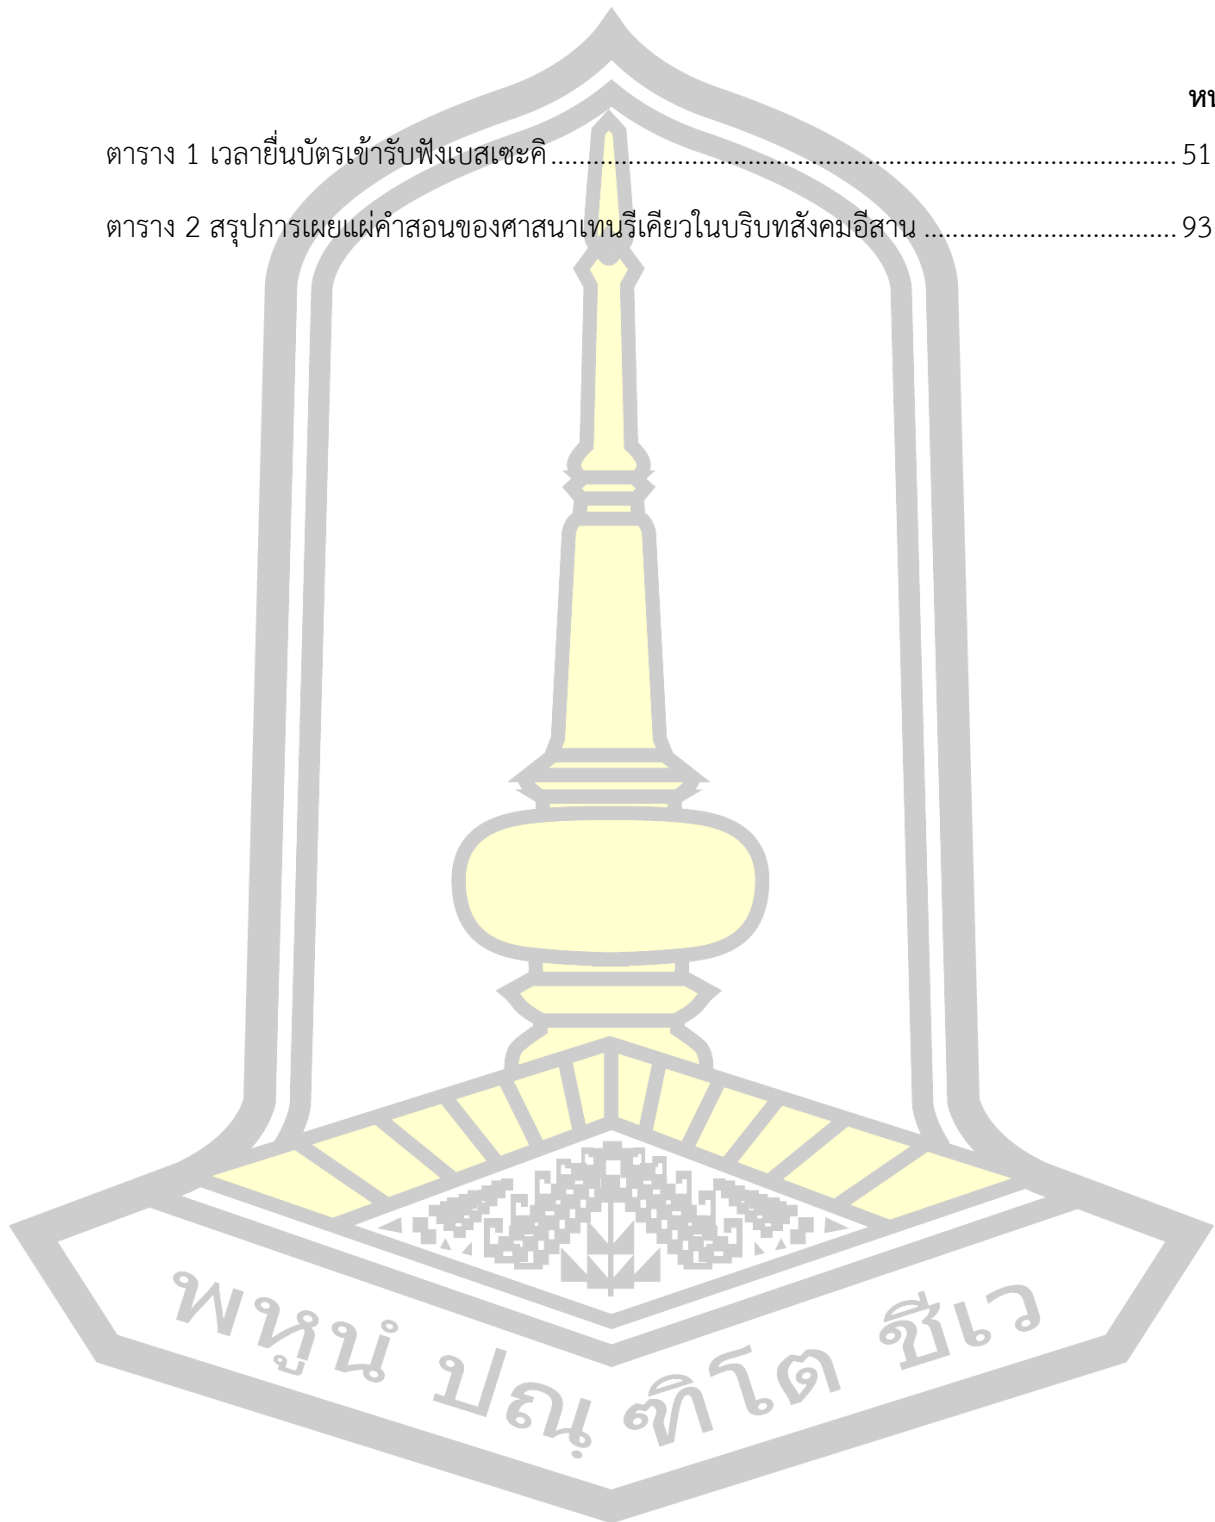 ตาราง 1 เวลายื่นบัตรเข้ารับฟังเบสเซะคิ........................................................................................ 51
ตาราง 2 สรุปการเผยแผ่คำสอนของศาสนาเทนรีเคียวในบริบทสังคมอีสาน .................................. 93
พหูนํ ปณฺฑิโต ชีเว